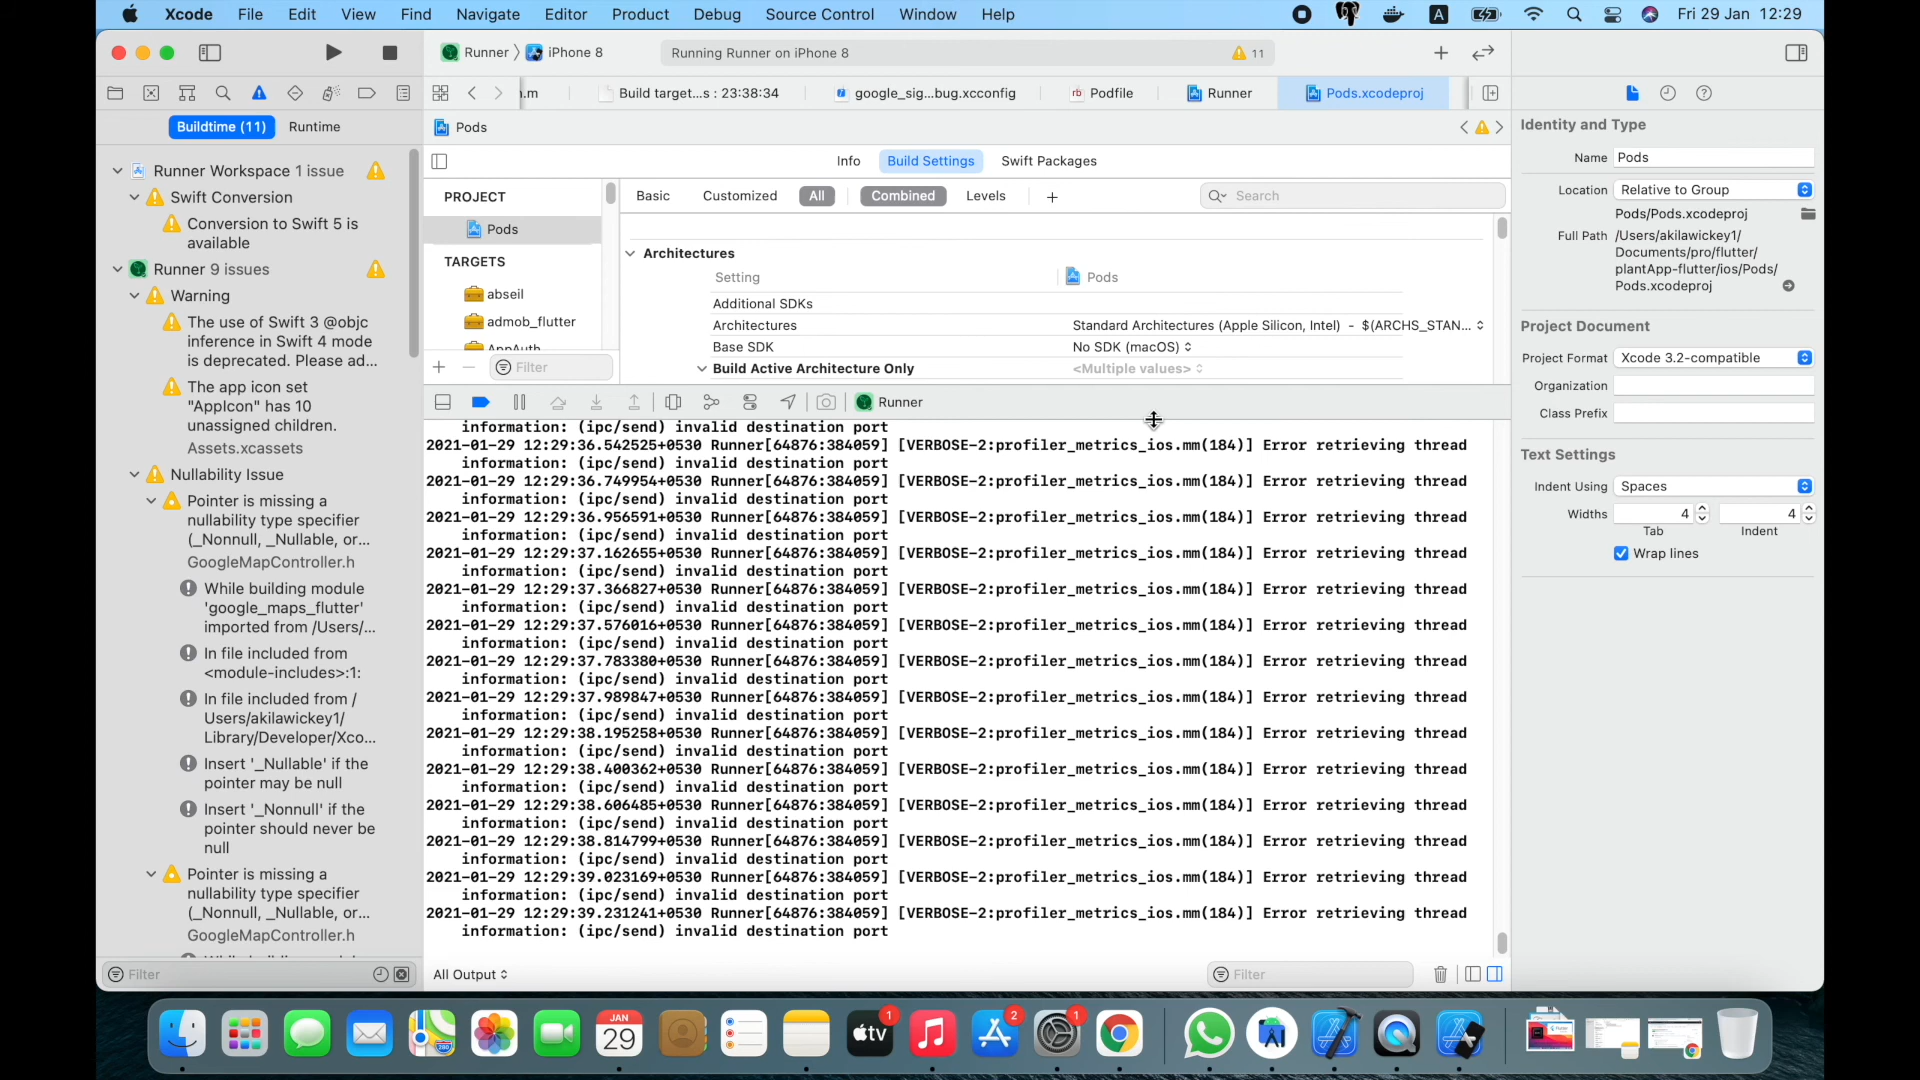 Xcode File Edit View Find Navigate Editor Product Debug Source Control Window Help A Fri 29 Jan 12:29
Runner iPhone 8 Running Runner on iPhone 8 11
.m Build target...s : 23:38:34 google_sig...bug.xcconfig rb Podfile Runner Pods.xcodeproj
Buildtime (11) Runtime
Runner Workspace 1 issue
Swift Conversion
Conversion to Swift 5 is
available
Runner 9 issues
Warning
The use of Swift 3 @objc
inference in Swift 4 mode
is deprecated. Please ad...
The app icon set
"AppIcon" has 10
unassigned children.
Assets.xcassets
Nullability Issue
Pointer is missing a
nullability type specifier
(_Nonnull, _Nullable, or...
GoogleMapController.h
While building module
'google_maps_flutter'
imported from /Users/...
In file included from
<module-includes>:1:
In file included from /
Users/akilawickey1/
Library/Developer/Xco...
Insert '_Nullable' if the
pointer may be null
Insert '_Nonnull' if the
pointer should never be
null
Pointer is missing a
nullability type specifier
(_Nonnull, _Nullable, or...
GoogleMapController.h
Filter
Pods
Info Build Settings Swift Packages
PROJECT
Pods
TARGETS
abseil
admob_flutter
AppAuth
Filter
Basic Customized All Combined Levels Search
Architectures
Setting Pods
Additional SDKs
Architectures Standard Architectures (Apple Silicon, Intel) - $(ARCHS_STAN...
Base SDK No SDK (macOS)
Build Active Architecture Only <Multiple values>
Runner
information: (ipc/send) invalid destination port
2021-01-29 12:29:36.542525+0530 Runner[64876:384059] [VERBOSE-2:profiler_metrics_ios.mm(184)] Error retrieving thread
information: (ipc/send) invalid destination port
2021-01-29 12:29:36.749954+0530 Runner[64876:384059] [VERBOSE-2:profiler_metrics_ios.mm(184)] Error retrieving thread
information: (ipc/send) invalid destination port
2021-01-29 12:29:36.956591+0530 Runner[64876:384059] [VERBOSE-2:profiler_metrics_ios.mm(184)] Error retrieving thread
information: (ipc/send) invalid destination port
2021-01-29 12:29:37.162655+0530 Runner[64876:384059] [VERBOSE-2:profiler_metrics_ios.mm(184)] Error retrieving thread
information: (ipc/send) invalid destination port
2021-01-29 12:29:37.366827+0530 Runner[64876:384059] [VERBOSE-2:profiler_metrics_ios.mm(184)] Error retrieving thread
information: (ipc/send) invalid destination port
2021-01-29 12:29:37.576016+0530 Runner[64876:384059] [VERBOSE-2:profiler_metrics_ios.mm(184)] Error retrieving thread
information: (ipc/send) invalid destination port
2021-01-29 12:29:37.783380+0530 Runner[64876:384059] [VERBOSE-2:profiler_metrics_ios.mm(184)] Error retrieving thread
information: (ipc/send) invalid destination port
2021-01-29 12:29:37.989847+0530 Runner[64876:384059] [VERBOSE-2:profiler_metrics_ios.mm(184)] Error retrieving thread
information: (ipc/send) invalid destination port
2021-01-29 12:29:38.195258+0530 Runner[64876:384059] [VERBOSE-2:profiler_metrics_ios.mm(184)] Error retrieving thread
information: (ipc/send) invalid destination port
2021-01-29 12:29:38.400362+0530 Runner[64876:384059] [VERBOSE-2:profiler_metrics_ios.mm(184)] Error retrieving thread
information: (ipc/send) invalid destination port
2021-01-29 12:29:38.606485+0530 Runner[64876:384059] [VERBOSE-2:profiler_metrics_ios.mm(184)] Error retrieving thread
information: (ipc/send) invalid destination port
2021-01-29 12:29:38.814799+0530 Runner[64876:384059] [VERBOSE-2:profiler_metrics_ios.mm(184)] Error retrieving thread
information: (ipc/send) invalid destination port
2021-01-29 12:29:39.023169+0530 Runner[64876:384059] [VERBOSE-2:profiler_metrics_ios.mm(184)] Error retrieving thread
information: (ipc/send) invalid destination port
2021-01-29 12:29:39.231241+0530 Runner[64876:384059] [VERBOSE-2:profiler_metrics_ios.mm(184)] Error retrieving thread
information: (ipc/send) invalid destination port
All Output Filter
Identity and Type
Name Pods
Location Relative to Group
Pods/Pods.xcodeproj
Full Path /Users/akilawickey1/
Documents/pro/flutter/
plantApp-flutter/ios/Pods/
Pods.xcodeproj
Project Document
Project Format Xcode 3.2-compatible
Organization
Class Prefix
Text Settings
Indent Using Spaces
Widths 4 4
Tab Indent
Wrap lines
JAN
29
tv
1
2
1